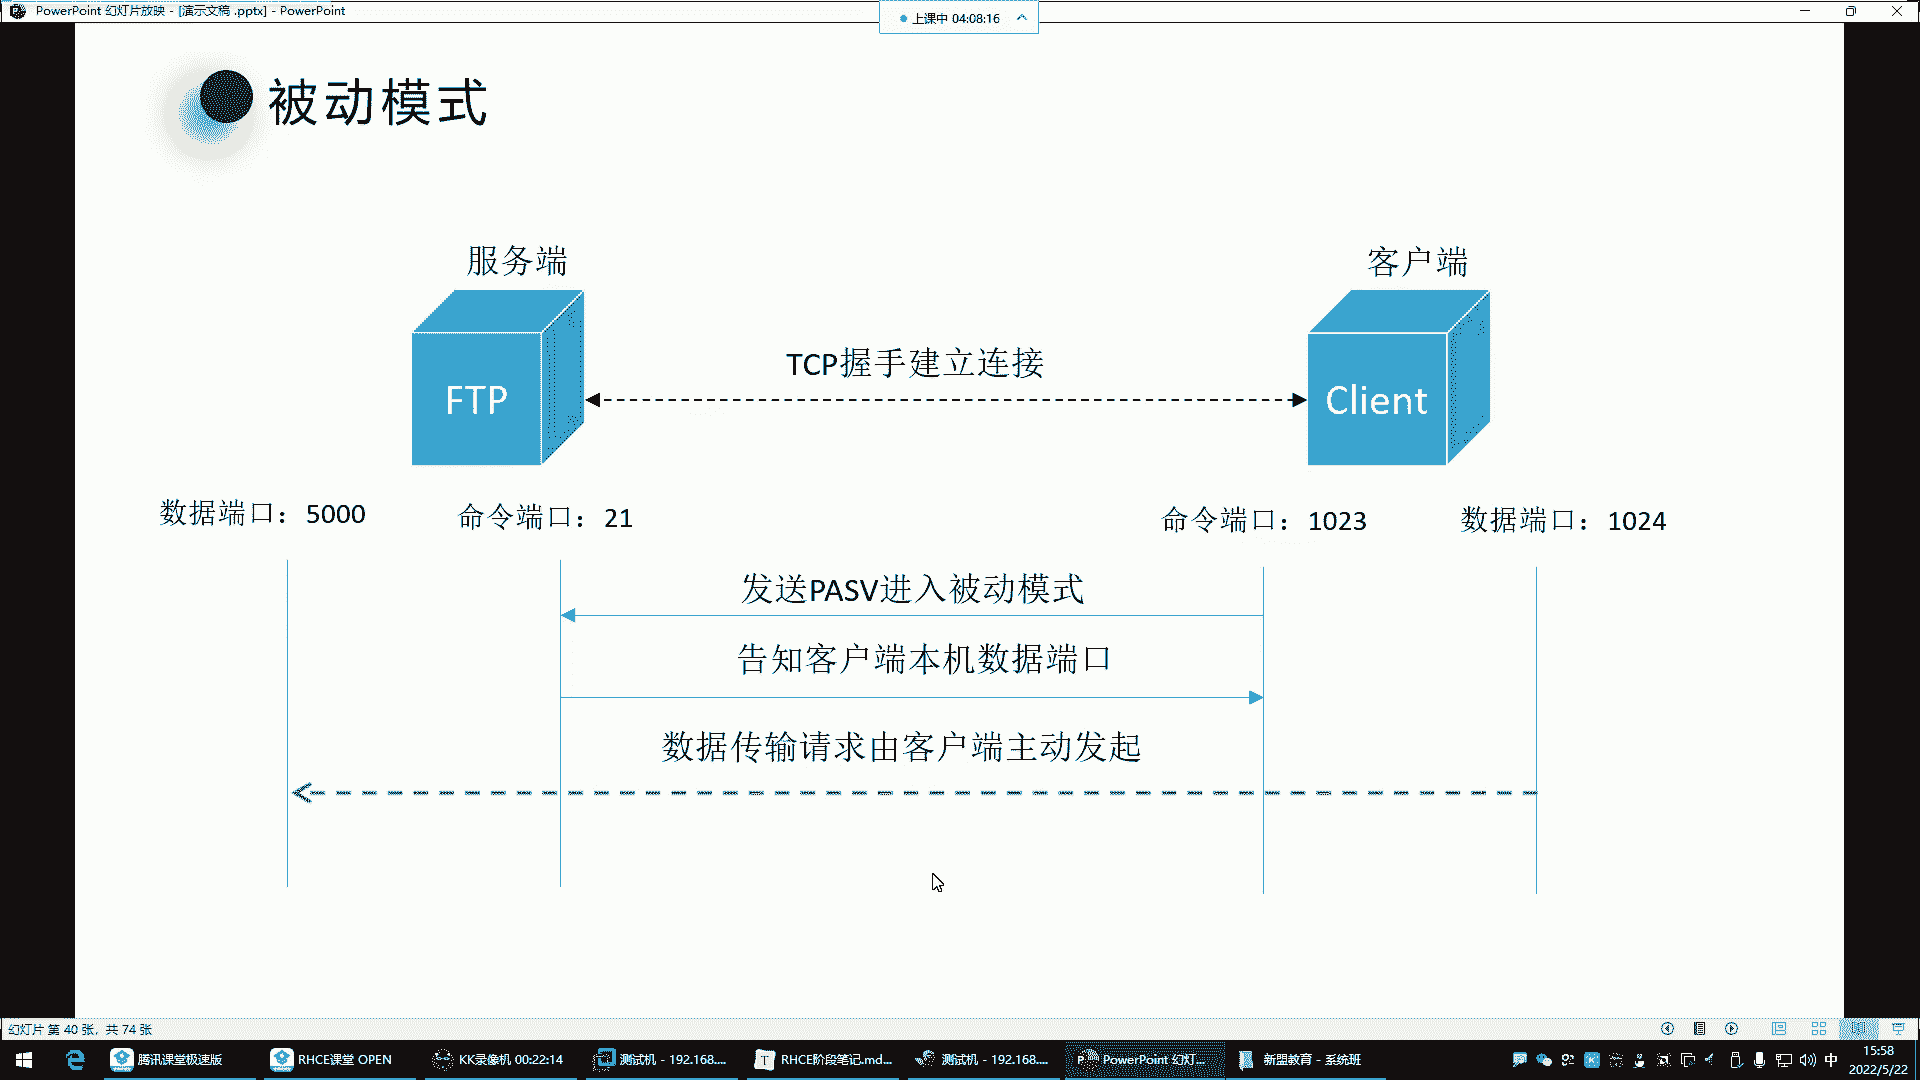 PowerPoint 幻灯片放映 - [演示文稿 .pptx] - PowerPoint
上课中 04:08:16
被动模式
服务端
客户端
TCP握手建立连接
FTP
Client
数据端口：5000
命令端口：21
命令端口：1023
数据端口：1024
发送PASV进入被动模式
告知客户端本机数据端口
数据传输请求由客户端主动发起
幻灯片 第 40 张，共 74 张
腾讯课堂极速版
RHCE课堂 OPEN
KK录像机 00:22:14
测试机 - 192.168....
RHCE阶段笔记.md...
测试机 - 192.168....
PowerPoint 幻灯...
新盟教育 - 系统班
中
15:58
2022/5/22